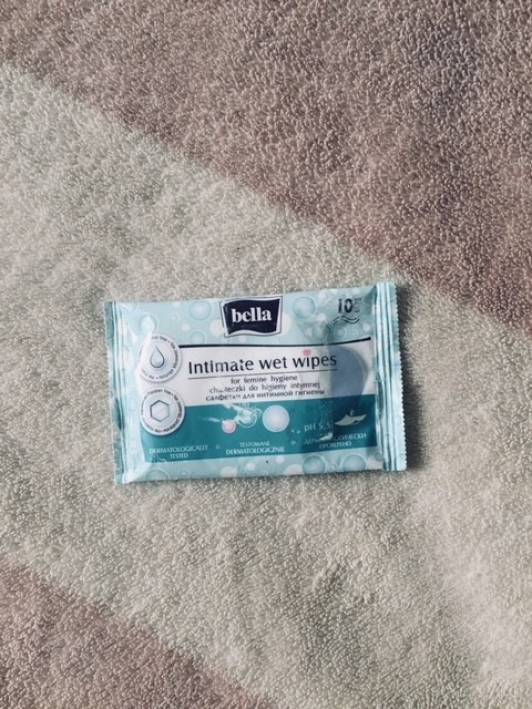 bella
10
Intimate wet wipes
for femine hygiene
chusteczki do higieny intymnej
салфетки для интимной гигиены
pH 5,5
DERMATOLOGICALLY
TESTED
TESTOWANE
DERMATOLOGICZNIE
ПРОВЕРЕНО